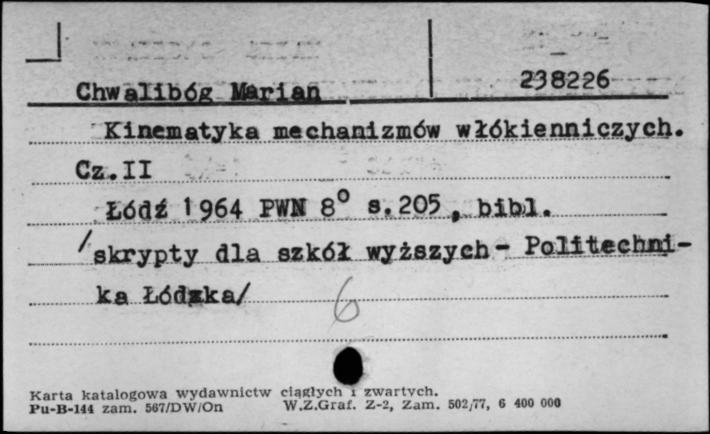 Chwalibóg Marian 238226
Kinematyka mechanizmów włókienniczych.
Cz.II
Łódź 1964 PWN 8° s.205, bibl.
/skrypty dla szkół wyższych- Politechni-
ka Łódzka/
6
Karta katalogowa wydawnictw ciągłych i zwartych.
Pu-B-144 zam. 567/DW/On W.Z.Graf. Z-2, Zam. 502/77, 6 400 000